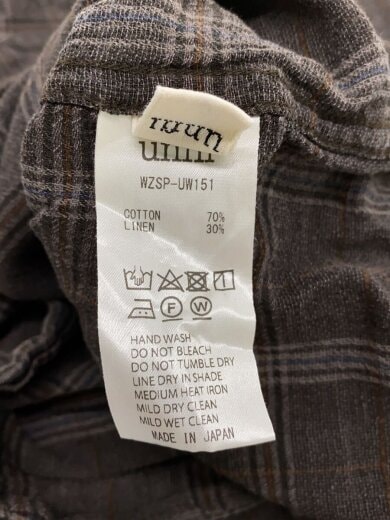 WZSP-UW151
COTTON 70%
LINEN 30%
F W
HAND WASH
DO NOT BLEACH
DO NOT TUMBLE DRY
LINE DRY IN SHADE
MEDIUM HEAT IRON
MILD DRY CLEAN
MILD WET CLEAN
MADE IN JAPAN